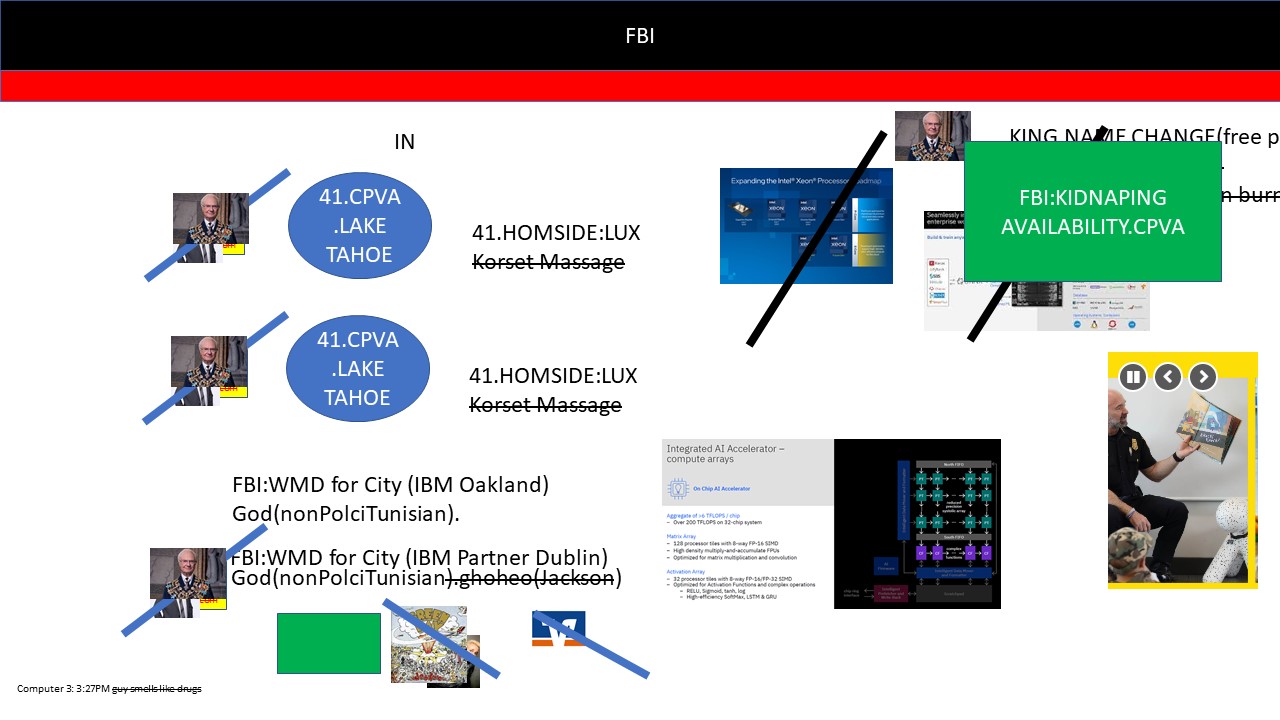 FBI
IN
41.CPVA
.LAKE
TAHOE
41.HOMSIDE:LUX
Korset Massage
41.CPVA
.LAKE
TAHOE
41.HOMSIDE:LUX
Korset Massage
FBI:WMD for City (IBM Oakland)
God(nonPolciTunisian).
FBI:WMD for City (IBM Partner Dublin)
God(nonPolciTunisian).ghoheo(Jackson)
Computer 3: 3:27PM guy smells like drugs
KING NAME CHANGE(free p
n burr
FBI:KIDNAPING
AVAILABILITY.CPVA
Expanding the Intel® Xeon® Processor Roadmap
Seamlessly
enterprise
Build & train
Integrated AI Accelerator –
compute arrays
On Chip AI Accelerator
Aggregate of >6 TFLOPS / chip
– Over 200 TFLOPS on 32-chip system
Matrix Array
– 128 processor tiles with 8-way FP-16 SIMD
– High density multiply-and-accumulate FPUs
– Optimized for matrix multiplication and convolution
Activation Array
– 32 processor tiles with 8-way FP-16/FP-32 SIMD
– Optimized for Activation Functions and complex operations
– RELU, Sigmoid, tanh, log
– High-efficiency SoftMax, LSTM & GRU
GREEN DAY